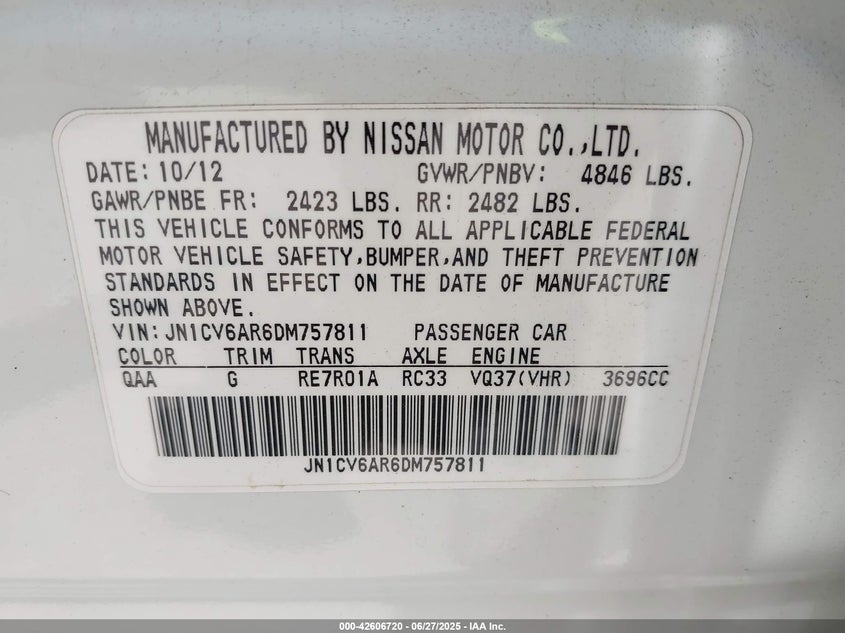 MANUFACTURED BY NISSAN MOTOR CO.,LTD.
DATE: 10/12 GVWR/PNBV: 4846 LBS.
GAWR/PNBE FR: 2423 LBS. RR: 2482 LBS.
THIS VEHICLE CONFORMS TO ALL APPLICABLE FEDERAL
MOTOR VEHICLE SAFETY,BUMPER,AND THEFT PREVENTION
STANDARDS IN EFFECT ON THE DATE OF MANUFACTURE
SHOWN ABOVE.
VIN:JN1CV6AR6DM757811 PASSENGER CAR
COLOR TRIM TRANS AXLE ENGINE
QAA G RE7R01A RC33 VQ37(VHR) 3696CC
JN1CV6AR6DM757811
000-42606720 - 06/27/2025 - IAA Inc.